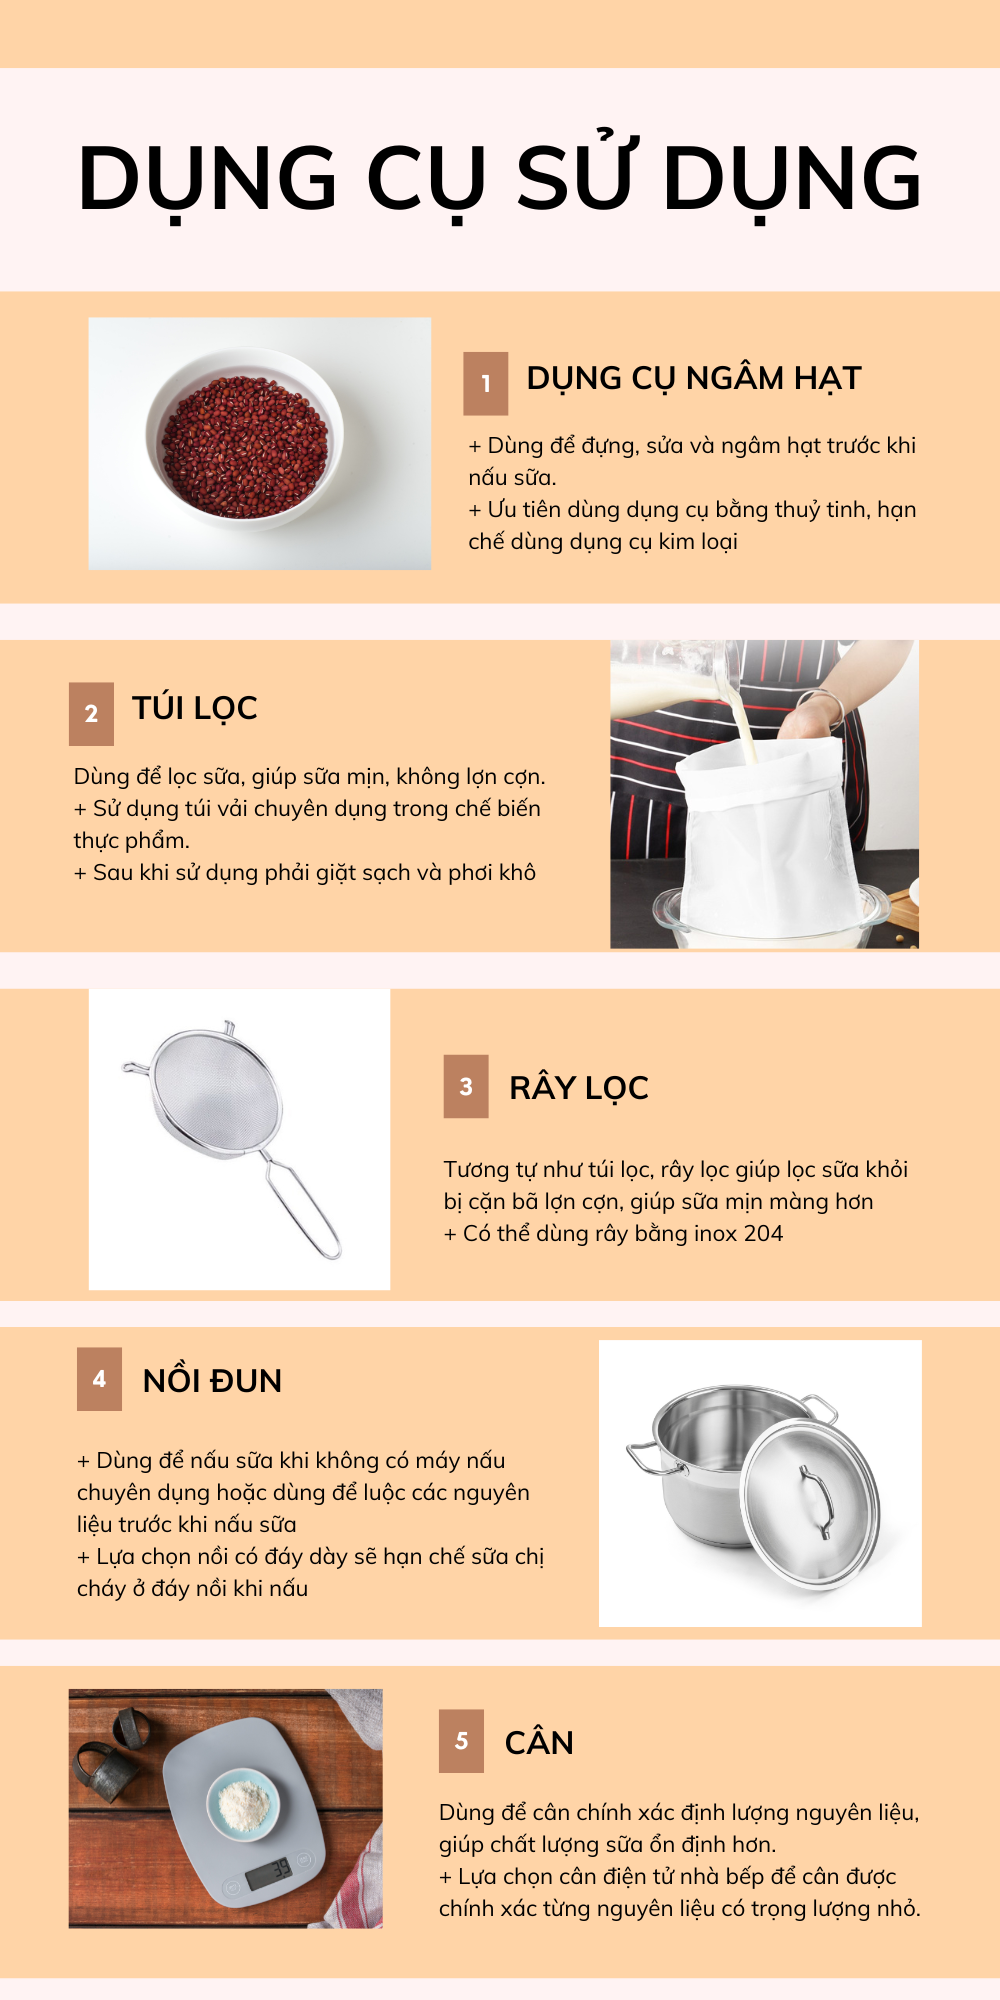 DỤNG CỤ SỬ DỤNG
1
DỤNG CỤ NGÂM HẠT
+ Dùng để đựng, sửa và ngâm hạt trước khi
nấu sữa.
+ Ưu tiên dùng dụng cụ bằng thuỷ tinh, hạn
chế dùng dụng cụ kim loại
2
TÚI LỌC
Dùng để lọc sữa, giúp sữa mịn, không lợn cợn.
+ Sử dụng túi vải chuyên dụng trong chế biến
thực phẩm.
+ Sau khi sử dụng phải giặt sạch và phơi khô
3
RÂY LỌC
Tương tự như túi lọc, rây lọc giúp lọc sữa khỏi
bị cặn bã lợn cợn, giúp sữa mịn màng hơn
+ Có thể dùng rây bằng inox 204
4
NỒI ĐUN
+ Dùng để nấu sữa khi không có máy nấu
chuyên dụng hoặc dùng để luộc các nguyên
liệu trước khi nấu sữa
+ Lựa chọn nồi có đáy dày sẽ hạn chế sữa chị
cháy ở đáy nồi khi nấu
39
5
CÂN
Dùng để cân chính xác định lượng nguyên liệu,
giúp chất lượng sữa ổn định hơn.
+ Lựa chọn cân điện tử nhà bếp để cân được
chính xác từng nguyên liệu có trọng lượng nhỏ.